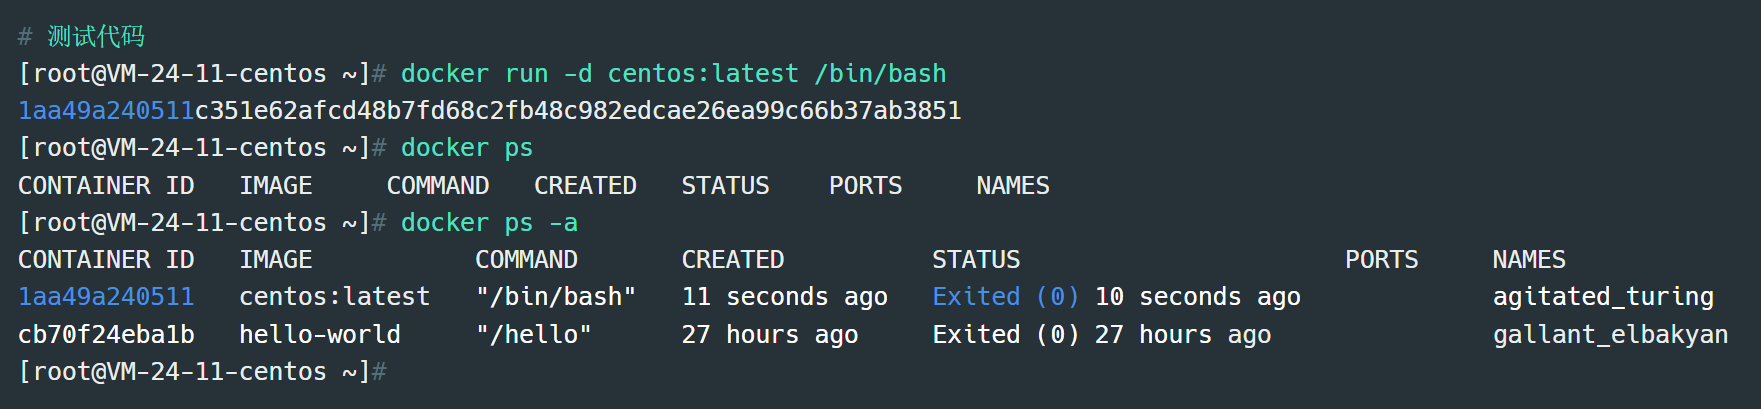 # 测试代码
[root@VM-24-11-centos ~]# docker run -d centos:latest /bin/bash
1aa49a240511c351e62afcd48b7fd68c2fb48c982edcae26ea99c66b37ab3851
[root@VM-24-11-centos ~]# docker ps
CONTAINER ID   IMAGE     COMMAND   CREATED   STATUS    PORTS     NAMES
[root@VM-24-11-centos ~]# docker ps -a
CONTAINER ID   IMAGE           COMMAND       CREATED          STATUS                      PORTS     NAMES
1aa49a240511   centos:latest   "/bin/bash"   11 seconds ago   Exited (0) 10 seconds ago             agitated_turing
cb70f24eba1b   hello-world     "/hello"      27 hours ago     Exited (0) 27 hours ago               gallant_elbakyan
[root@VM-24-11-centos ~]#